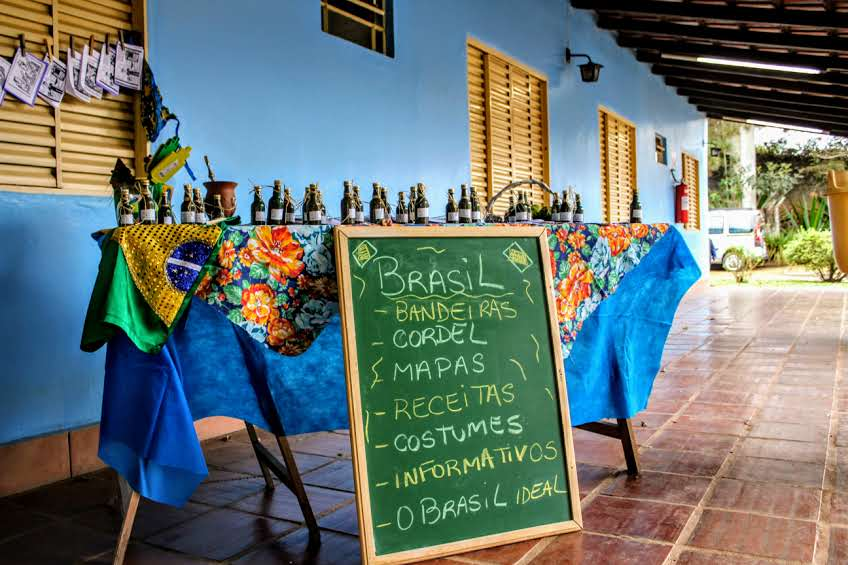 BRASIL
- BANDEIRAS
- CORDEL
MAPAS
- RECEITAS
- COSTUMES
- INFORMATIVOS
- O BRASIL IDEAL